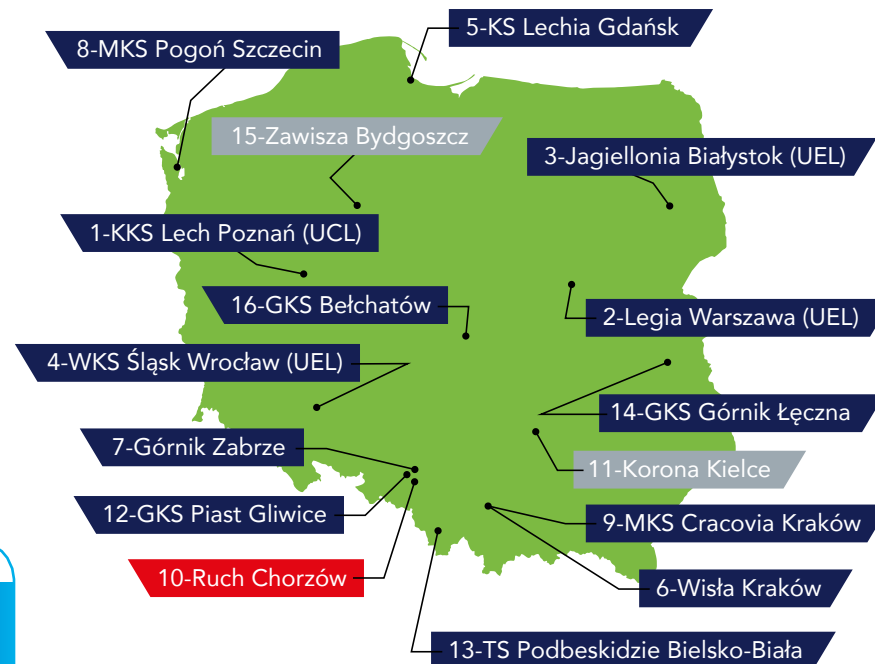 5-KS Lechia Gdańsk
8-MKS Pogoń Szczecin
15-Zawisza Bydgoszcz
3-Jagiellonia Białystok (UEL)
1-KKS Lech Poznań (UCL)
16-GKS Bełchatów
2-Legia Warszawa (UEL)
4-WKS Śląsk Wrocław (UEL)
14-GKS Górnik Łęczna
7-Górnik Zabrze
11-Korona Kielce
12-GKS Piast Gliwice
9-MKS Cracovia Kraków
10-Ruch Chorzów
6-Wisła Kraków
13-TS Podbeskidzie Bielsko-Biała